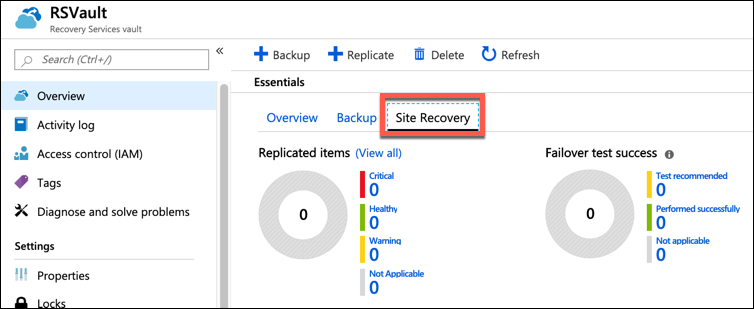 RSVault
Recovery Services vault
Search (Ctrl+/)
«
Overview
Activity log
Access control (IAM)
Tags
Diagnose and solve problems
Settings
Properties
Locks
Backup
Replicate
Delete
Refresh
Essentials
Overview
Backup
Site Recovery
Replicated items (View all)
0
Critical
0
Healthy
0
Warning
0
Not Applicable
0
Failover test success
0
Test recommended
0
Performed successfully
0
Not applicable
0